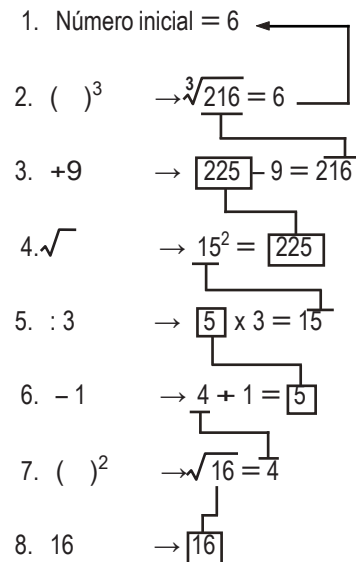 1. Número inicial = 6
2. ( )³ → ∛216 = 6
3. +9 → 225 – 9 = 216
4. √ → 15² = 225
5. : 3 → 5 x 3 = 15
6. – 1 → 4 + 1 = 5
7. ( )² → √16 = 4
8. 16 → 16